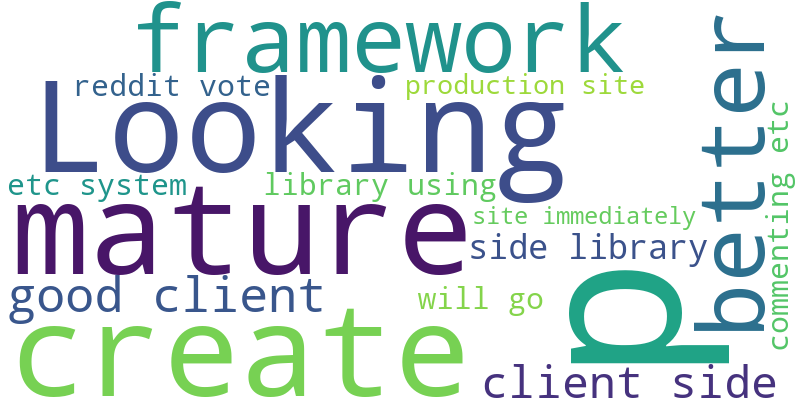 framework
reddit vote
production site
Looking
etc system
library using
mature
site immediately
side library
good client
will go
create
client side
p
better
commenting etc